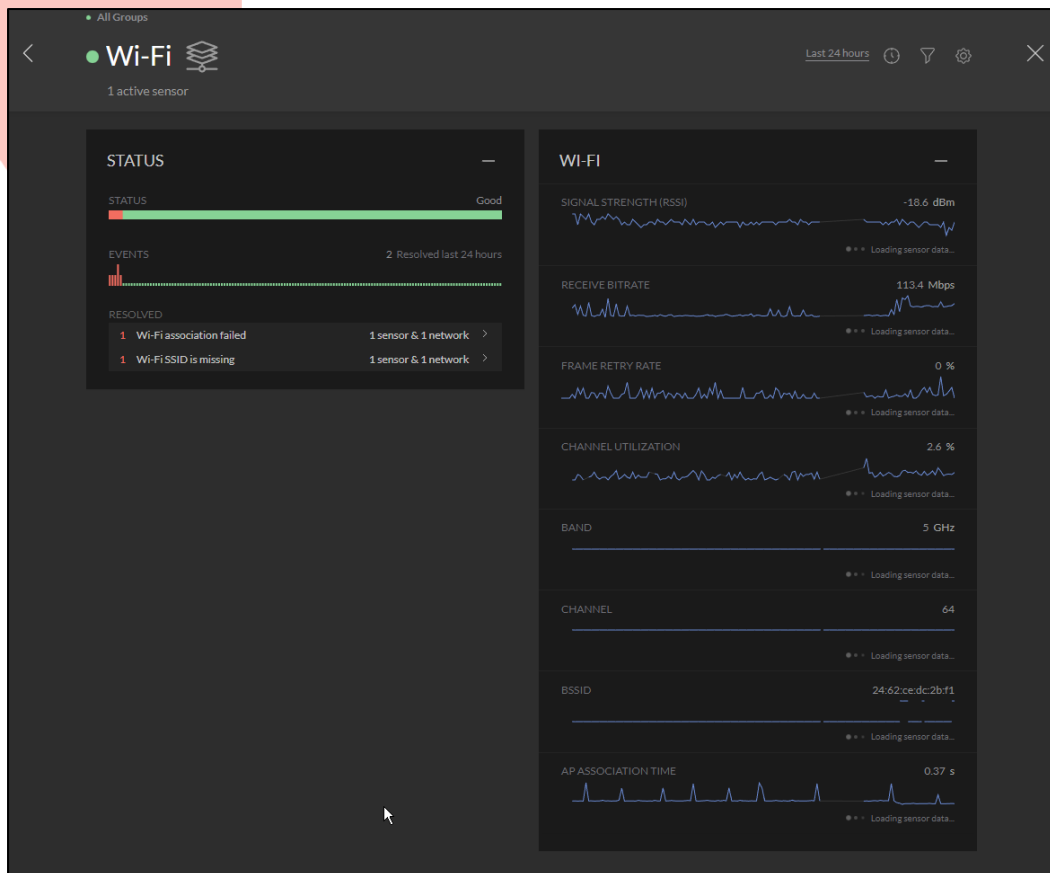 All Groups
Wi-Fi
Last 24 hours
1 active sensor
STATUS
STATUS Good
EVENTS 2 Resolved last 24 hours
RESOLVED
1 Wi-Fi association failed 1 sensor & 1 network
1 Wi-Fi SSID is missing 1 sensor & 1 network
WI-FI
SIGNAL STRENGTH (RSSI) -18.6 dBm
Loading sensor data...
RECEIVE BITRATE 113.4 Mbps
Loading sensor data...
FRAME RETRY RATE 0 %
Loading sensor data...
CHANNEL UTILIZATION 2.6 %
Loading sensor data...
BAND 5 GHz
Loading sensor data...
CHANNEL 64
Loading sensor data...
BSSID 24:62:ce:dc:2b:f1
Loading sensor data...
AP ASSOCIATION TIME 0.37 s
Loading sensor data...